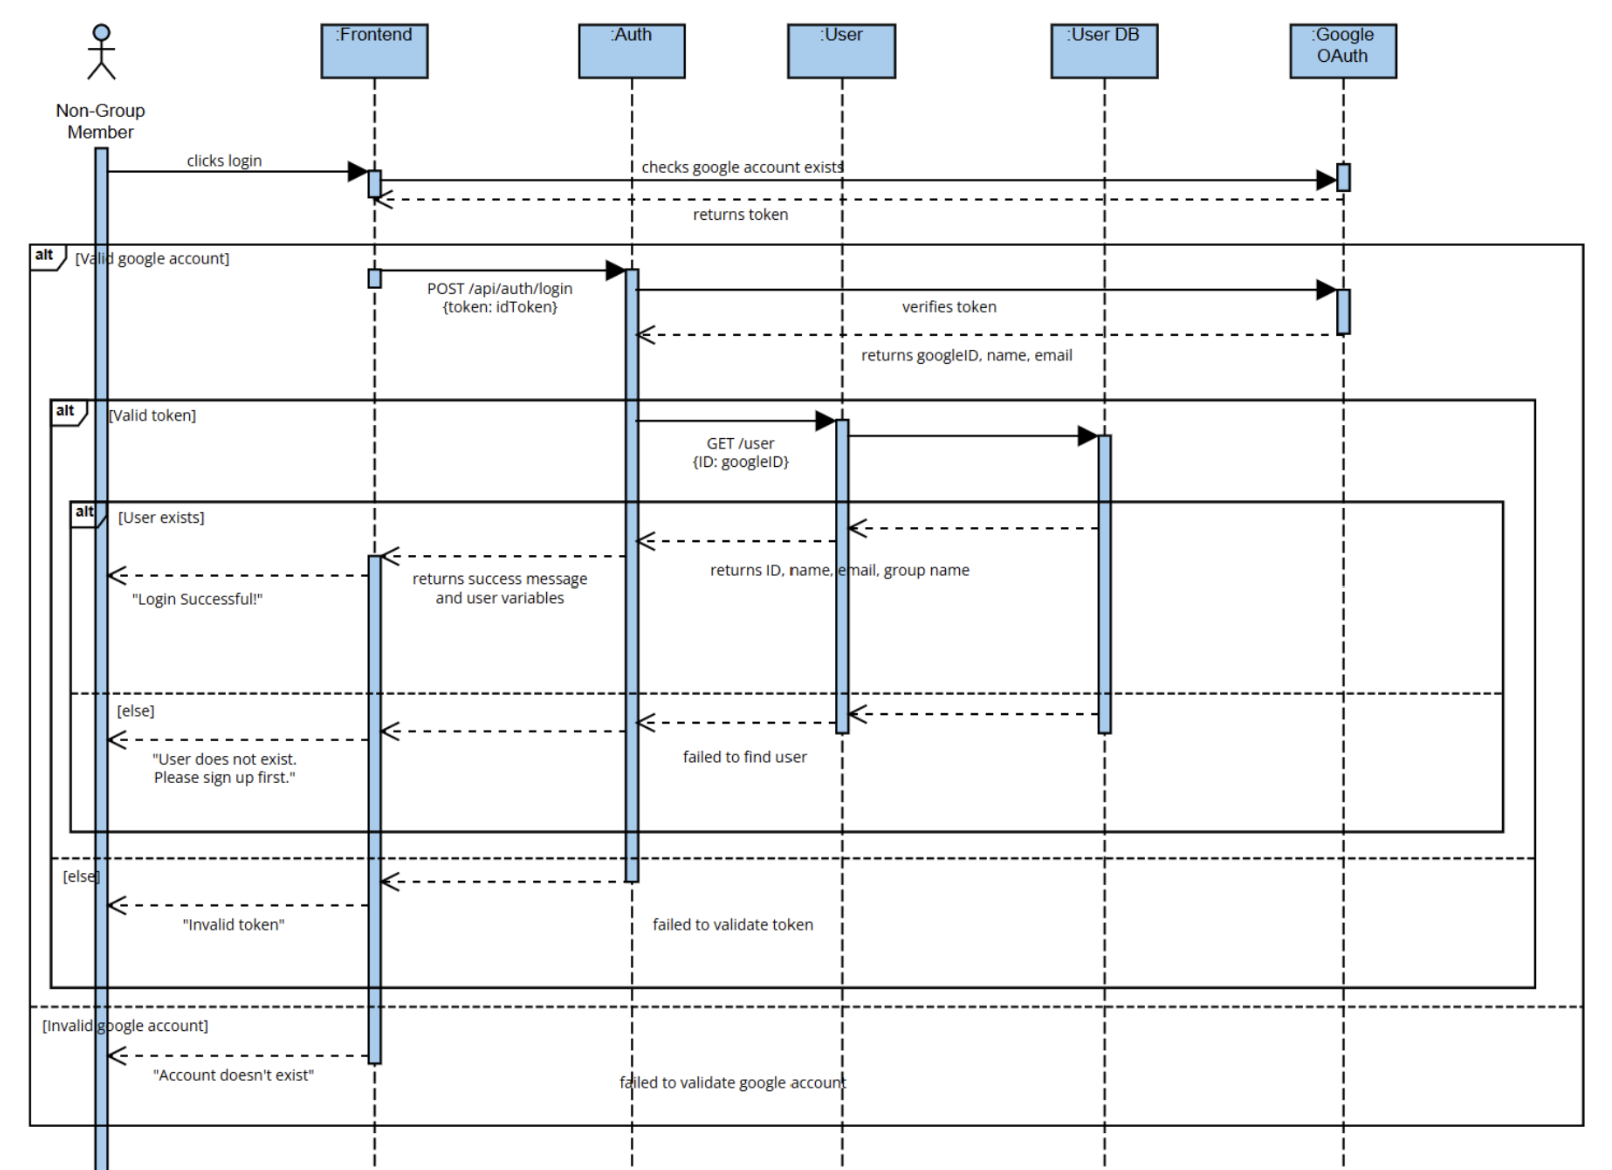 :Frontend
:Auth
:User
:User DB
:Google
OAuth
Non-Group
Member
clicks login
checks google account exists
returns token
alt
[Valid google account]
POST /api/auth/login
{token: idToken}
verifies token
returns googleID, name, email
alt
[Valid token]
GET /user
{ID: googleID}
alt
[User exists]
returns ID, name, email, group name
returns success message
and user variables
"Login Successful!"
[else]
failed to find user
"User does not exist.
Please sign up first."
[else]
"Invalid token"
failed to validate token
[Invalid google account]
"Account doesn't exist"
failed to validate google account